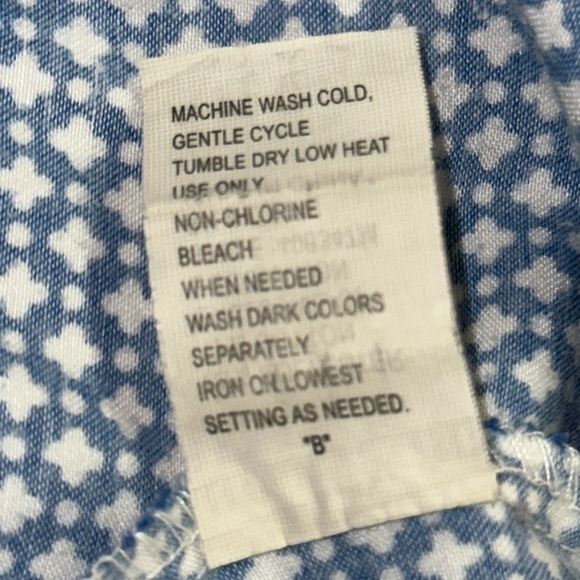 MACHINE WASH COLD,
GENTLE CYCLE
TUMBLE DRY LOW HEAT
USE ONLY
NON-CHLORINE
BLEACH
WHEN NEEDED
WASH DARK COLORS
SEPARATELY
IRON ON LOWEST
SETTING AS NEEDED.
"B"